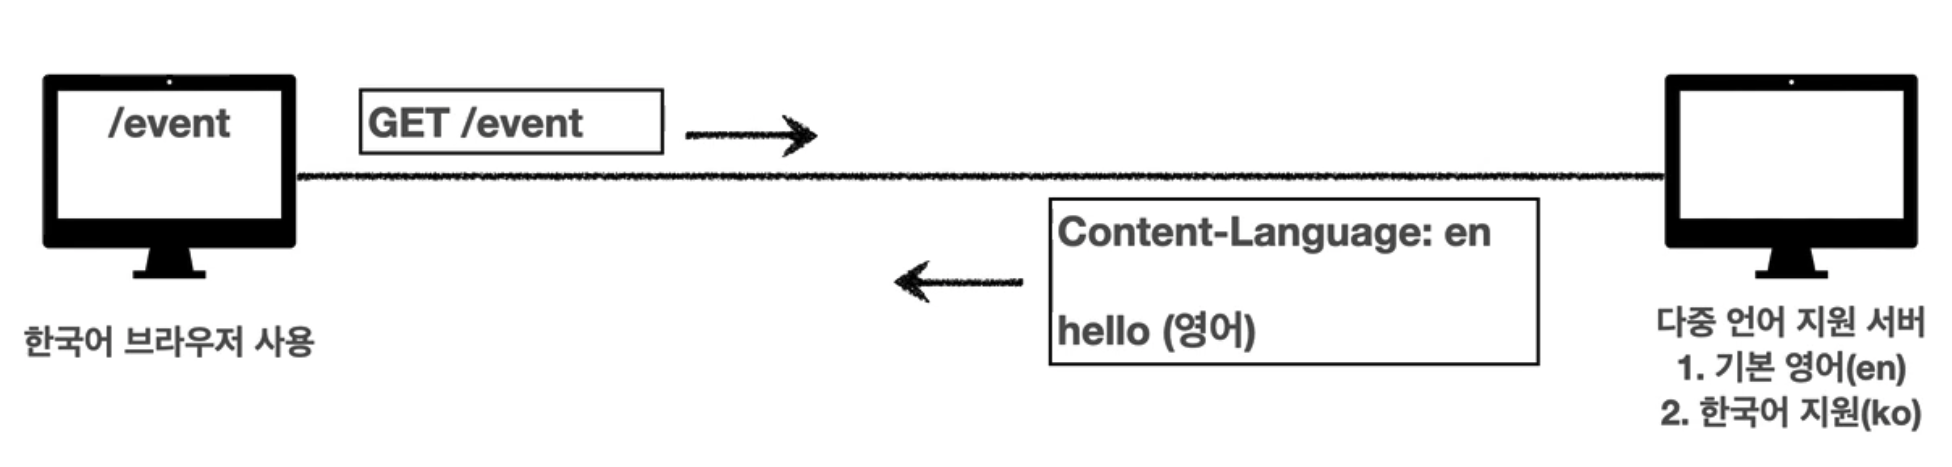 /event
GET /event
Content-Language: en
hello (영어)
한국어 브라우저 사용
다중 언어 지원 서버
1. 기본 영어(en)
2. 한국어 지원(ko)